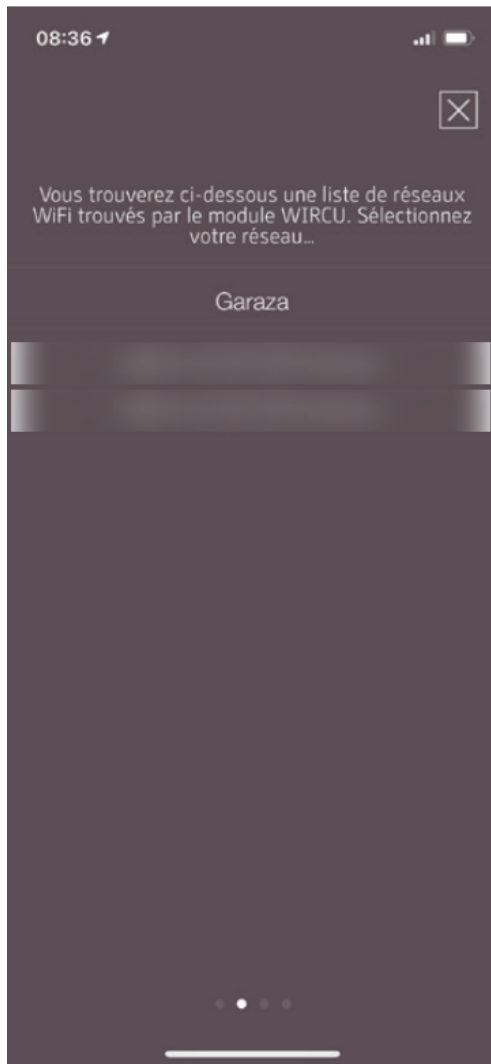 08:36
Vous trouverez ci-dessous une liste de réseaux
WiFi trouvés par le module WIRCU. Sélectionnez
votre réseau...
Garaza